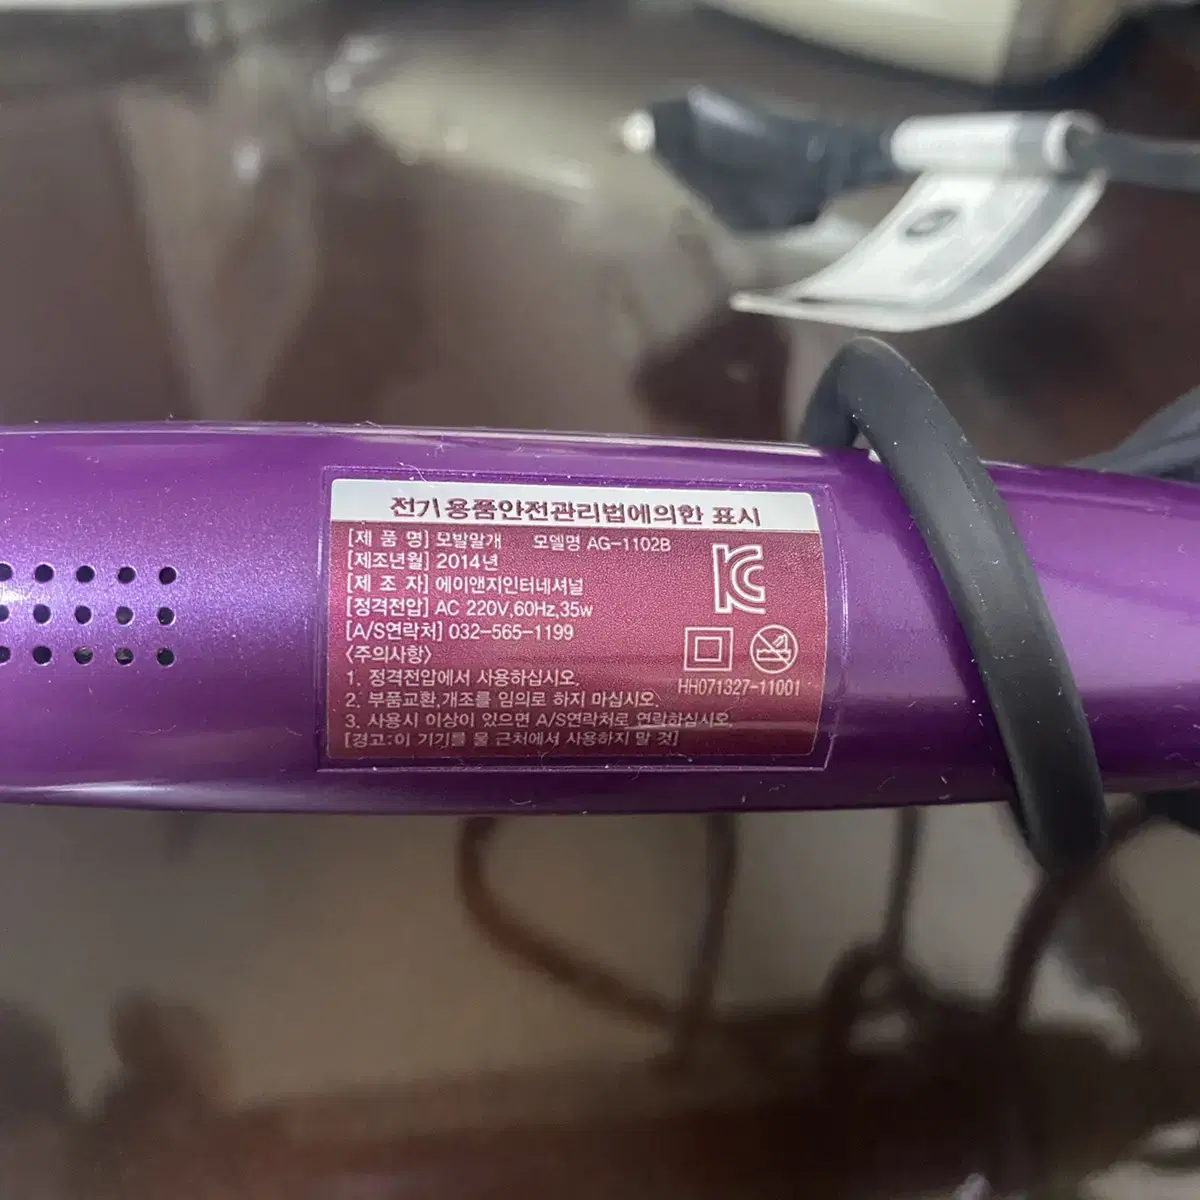 전기용품안전관리법에의한 표시
[제 품 명] 모발말개 모델명 AG-1102B
[제조년월] 2014년
[제 조 자] 에이앤지인터네셔널
[정격전압] AC 220V,60Hz,35w
[A/S연락처] 032-565-1199
<주의사항>
1. 정격전압에서 사용하십시오.
2. 부품교환,개조를 임의로 하지 마십시오.
3. 사용시 이상이 있으면 A/S연락처로 연락하십시오.
[경고:이 기기를 물 근처에서 사용하지 말 것]
HH071327-11001